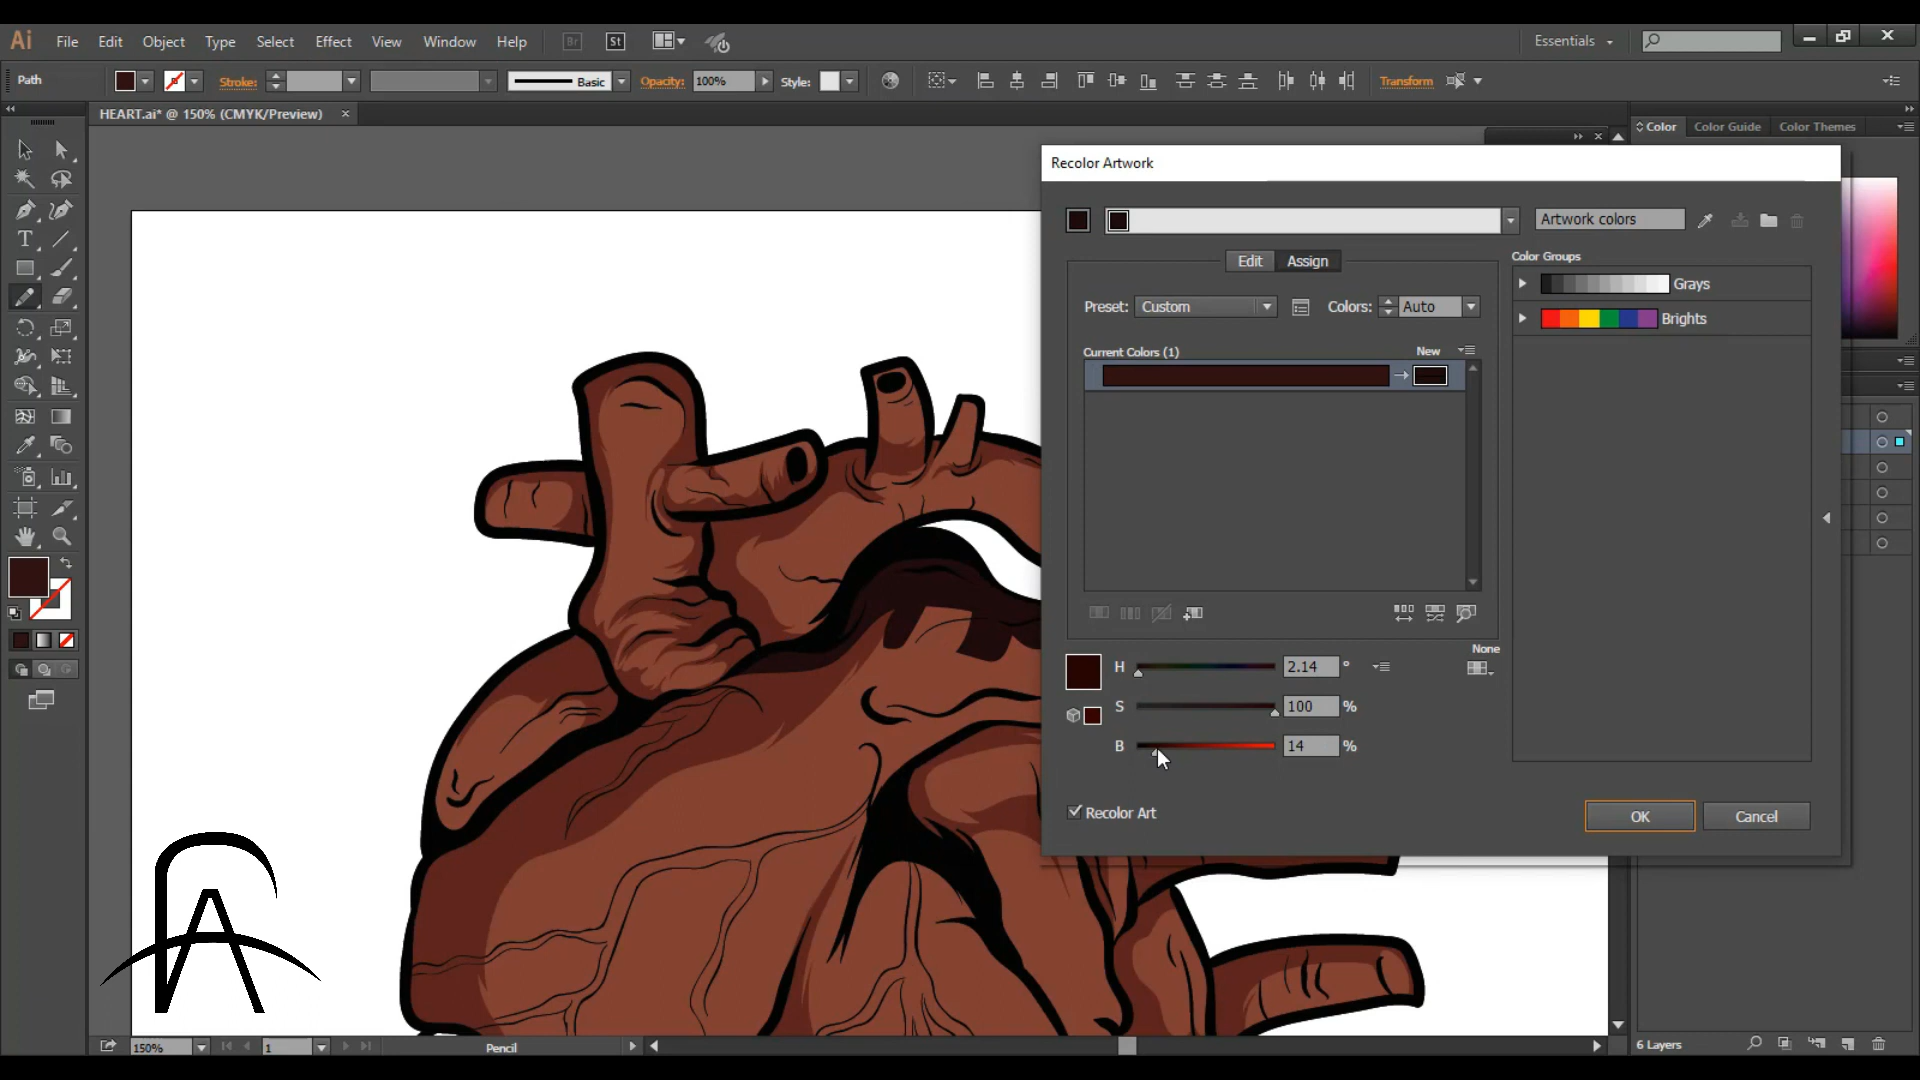 Ai File Edit Object Type Select Effect View Window Help Br St Essentials
Path Stroke: Basic Opacity: 100% Style: Transform
HEART.ai* @ 150% (CMYK/Preview)
Color Color Guide Color Themes
Recolor Artwork
Artwork colors
Edit Assign
Color Groups
Preset: Custom Colors: Auto
Grays
Brights
Current Colors (1) New
H 2.14 °
None
S 100 %
B 14 %
Recolor Art
OK Cancel
150% 1 Pencil
6 Layers